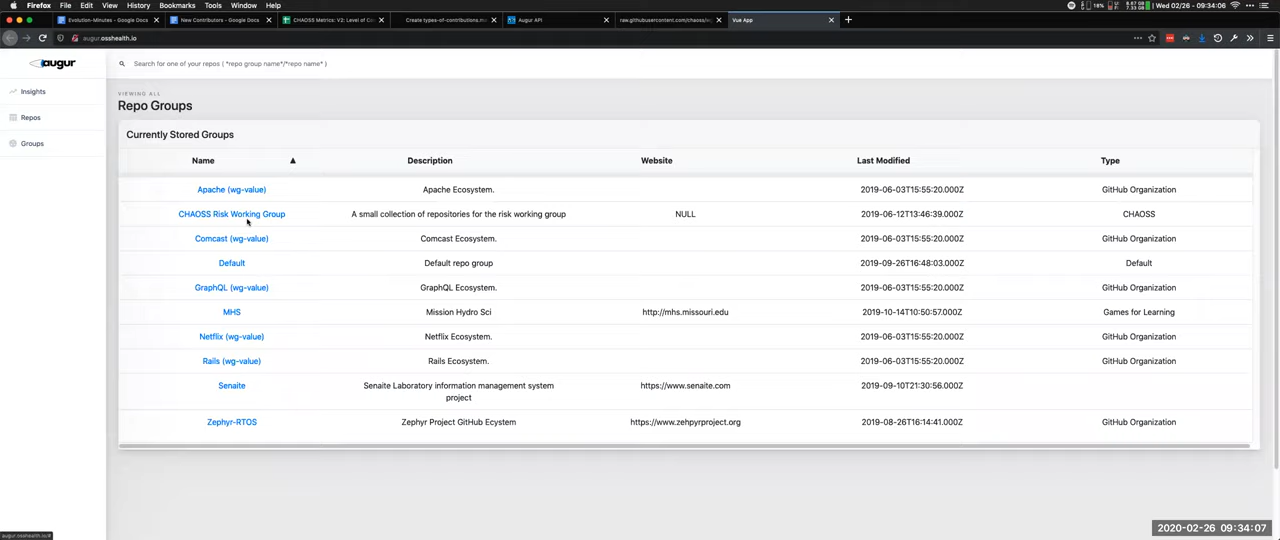 Firefox File Edit View History Bookmarks Tools Window Help 18% Wed 02/26 - 09:34:06
Evolution-Minutes - Google Docs New Contributors - Google Docs CHAOSS Metrics: V2: Level of Co Create types-of-contributions.m Augur API raw.githubusercontent.com/chaoss/ Vue App
augur.osshealth.io
augur Search for one of your repos ( *repo group name*/*repo name* )
Insights
Repos
Groups
VIEWING ALL
Repo Groups
Currently Stored Groups
Name ▲ Description Website Last Modified Type
Apache (wg-value) Apache Ecosystem. 2019-06-03T15:55:20.000Z GitHub Organization
CHAOSS Risk Working Group A small collection of repositories for the risk working group NULL 2019-06-12T13:46:39.000Z CHAOSS
Comcast (wg-value) Comcast Ecosystem. 2019-06-03T15:55:20.000Z GitHub Organization
Default Default repo group 2019-09-26T16:48:03.000Z Default
GraphQL (wg-value) GraphQL Ecosystem. 2019-06-03T15:55:20.000Z GitHub Organization
MHS Mission Hydro Sci http://mhs.missouri.edu 2019-10-14T10:50:57.000Z Games for Learning
Netflix (wg-value) Netflix Ecosystem. 2019-06-03T15:55:20.000Z GitHub Organization
Rails (wg-value) Rails Ecosystem. 2019-06-03T15:55:20.000Z GitHub Organization
Senaite Senaite Laboratory information management system https://www.senaite.com 2019-09-10T21:30:56.000Z
project
Zephyr-RTOS Zephyr Project GitHub Ecystem https://www.zehpyrproject.org 2019-08-26T16:14:41.000Z GitHub Organization
augur.osshealth.io/#
2020-02-26 09:34:07